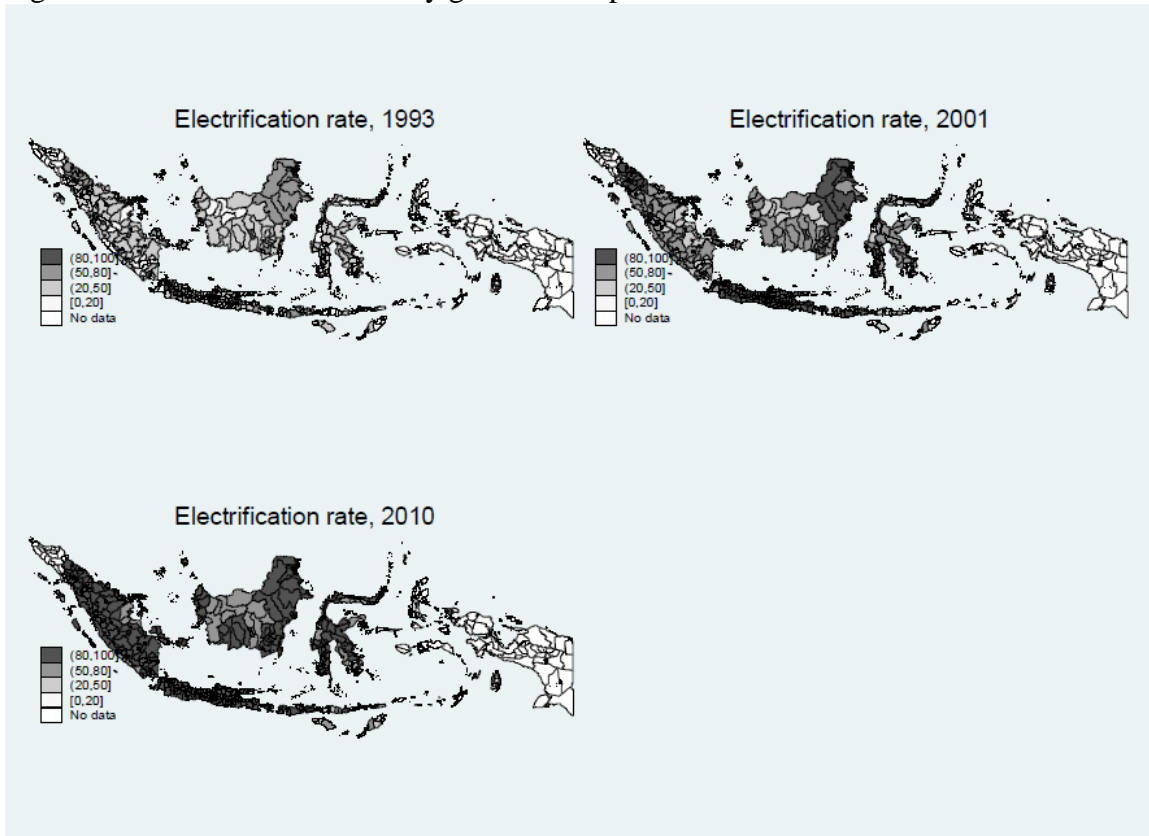 Electrification rate, 1993
(80,100]
(50,80]
(20,50]
[0,20]
No data
Electrification rate, 2001
(80,100]
(50,80]
(20,50]
[0,20]
No data
Electrification rate, 2010
(80,100]
(50,80]
(20,50]
[0,20]
No data